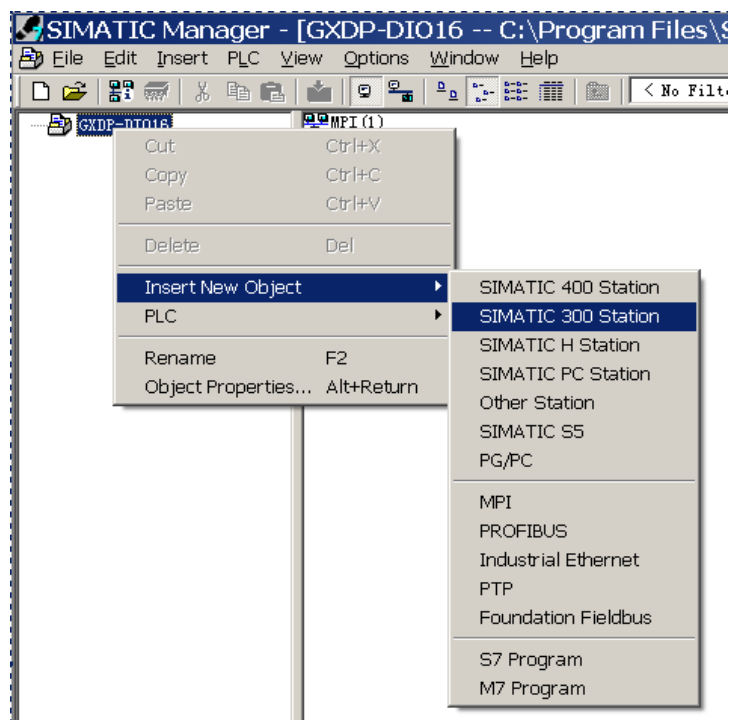 SIMATIC Manager - [GXDP-DIO16 -- C:\Program Files\S
File Edit Insert PLC View Options Window Help
< No Filte
GXDP-DIO16
MPI(1)
Cut Ctrl+X
Copy Ctrl+C
Paste Ctrl+V
Delete Del
Insert New Object
PLC
Rename F2
Object Properties... Alt+Return
SIMATIC 400 Station
SIMATIC 300 Station
SIMATIC H Station
SIMATIC PC Station
Other Station
SIMATIC S5
PG/PC
MPI
PROFIBUS
Industrial Ethernet
PTP
Foundation Fieldbus
S7 Program
M7 Program